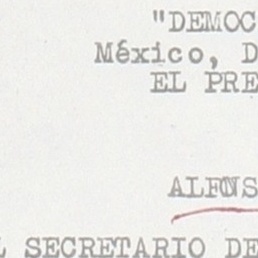 "DEMOC
México, D
EL PRE
ALFONS
L SECRETARIO DE